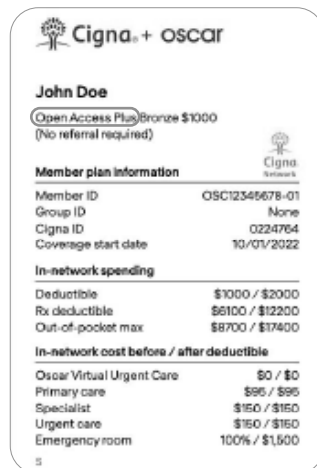 Cigna. + oscar
John Doe
Open Access Plus Bronze $1000
(No referral required)
Cigna
Network
Member plan information
Member ID OSC12345678-01
Group ID None
Cigna ID 0224764
Coverage start date 10/01/2022
In-network spending
Deductible $1000 / $2000
Rx deductible $6100 / $12200
Out-of-pocket max $8700 / $17400
In-network cost before / after deductible
Oscar Virtual Urgent Care $0 / $0
Primary care $95 / $95
Specialist $150 / $150
Urgent care $150 / $150
Emergency room 100% / $1,500
S